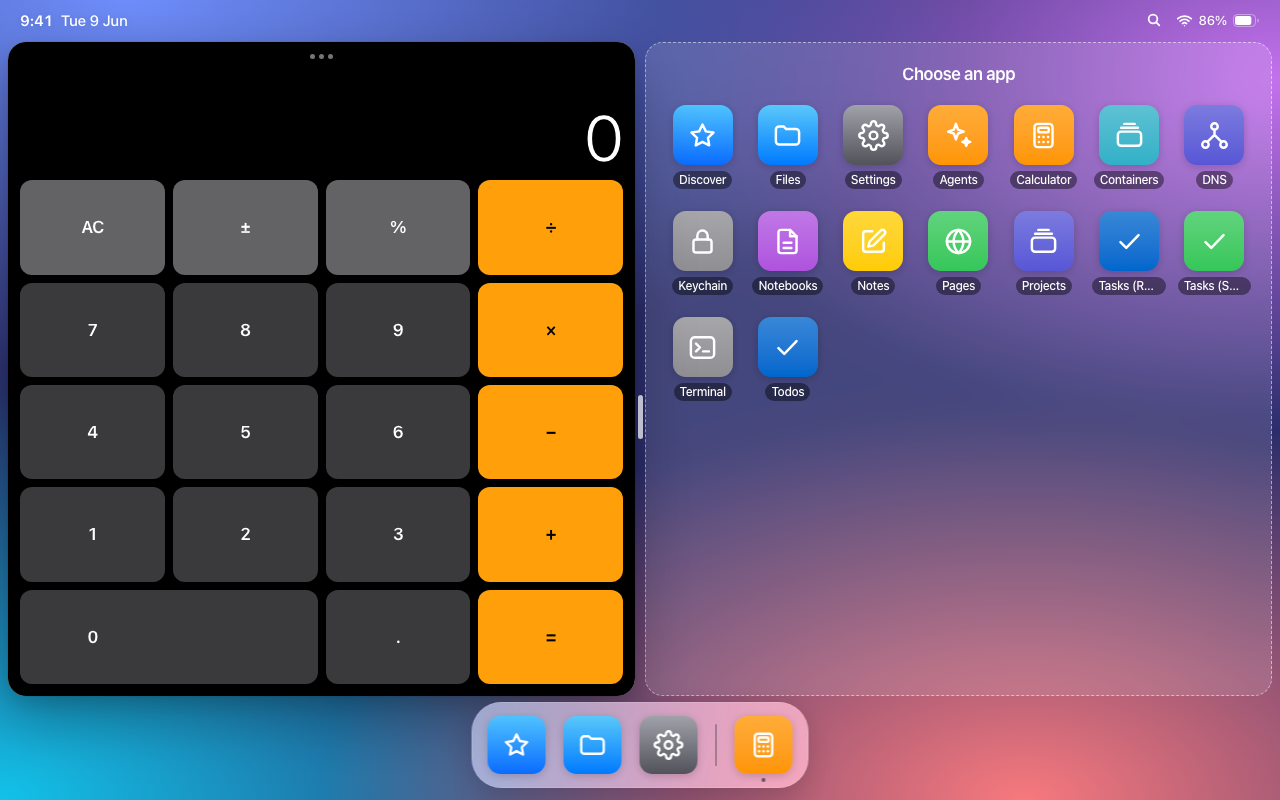 9:41 Tue 9 Jun
86%
0
AC ± % ÷
7 8 9 ×
4 5 6 −
1 2 3 +
0 . =
Choose an app
Discover Files Settings Agents Calculator Containers DNS
Keychain Notebooks Notes Pages Projects Tasks (R... Tasks (S...
Terminal Todos